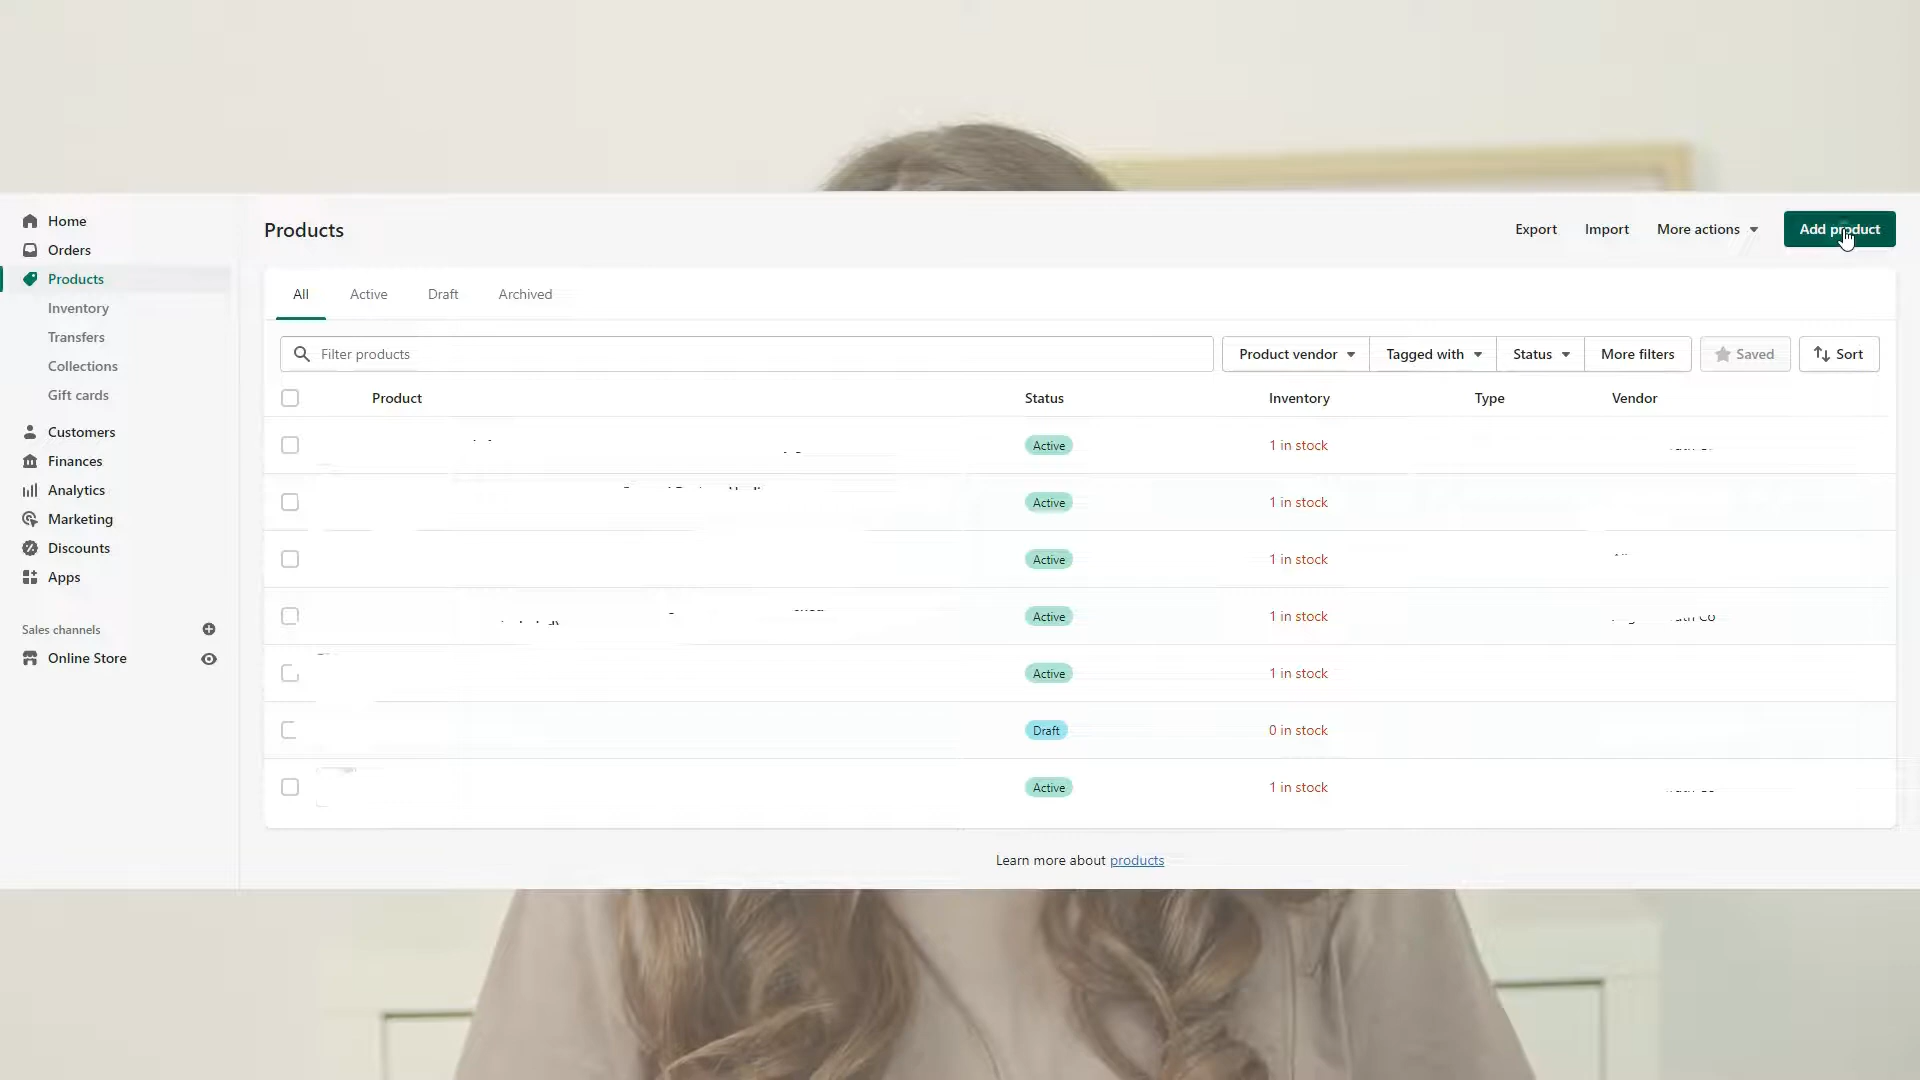 Home
Orders
Products
Inventory
Transfers
Collections
Gift cards
Customers
Finances
Analytics
Marketing
Discounts
Apps
Sales channels
Online Store
Products
Export Import More actions Add product
All Active Draft Archived
Filter products Product vendor Tagged with Status More filters Saved Sort
Product Status Inventory Type Vendor
Active 1 in stock
Active 1 in stock
Active 1 in stock
Active 1 in stock Co
Active 1 in stock
Draft 0 in stock
Active 1 in stock
Learn more about products